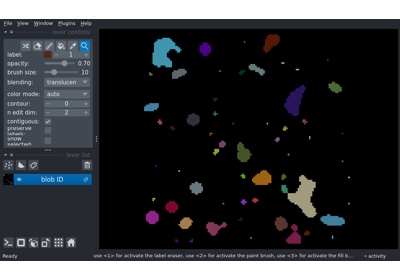 File View Window Plugins Help
layer controls
label: 1
opacity: 0.70
brush size: 10
blending: translucen
color mode: auto
contour: 0
n edit dim: 2
contiguous:
preserve
labels:
show
selected:
layer list
blob ID
Ready
use <1> for activate the label eraser, use <2> for activate the paint brush, use <3> for activate the fill b...
activity